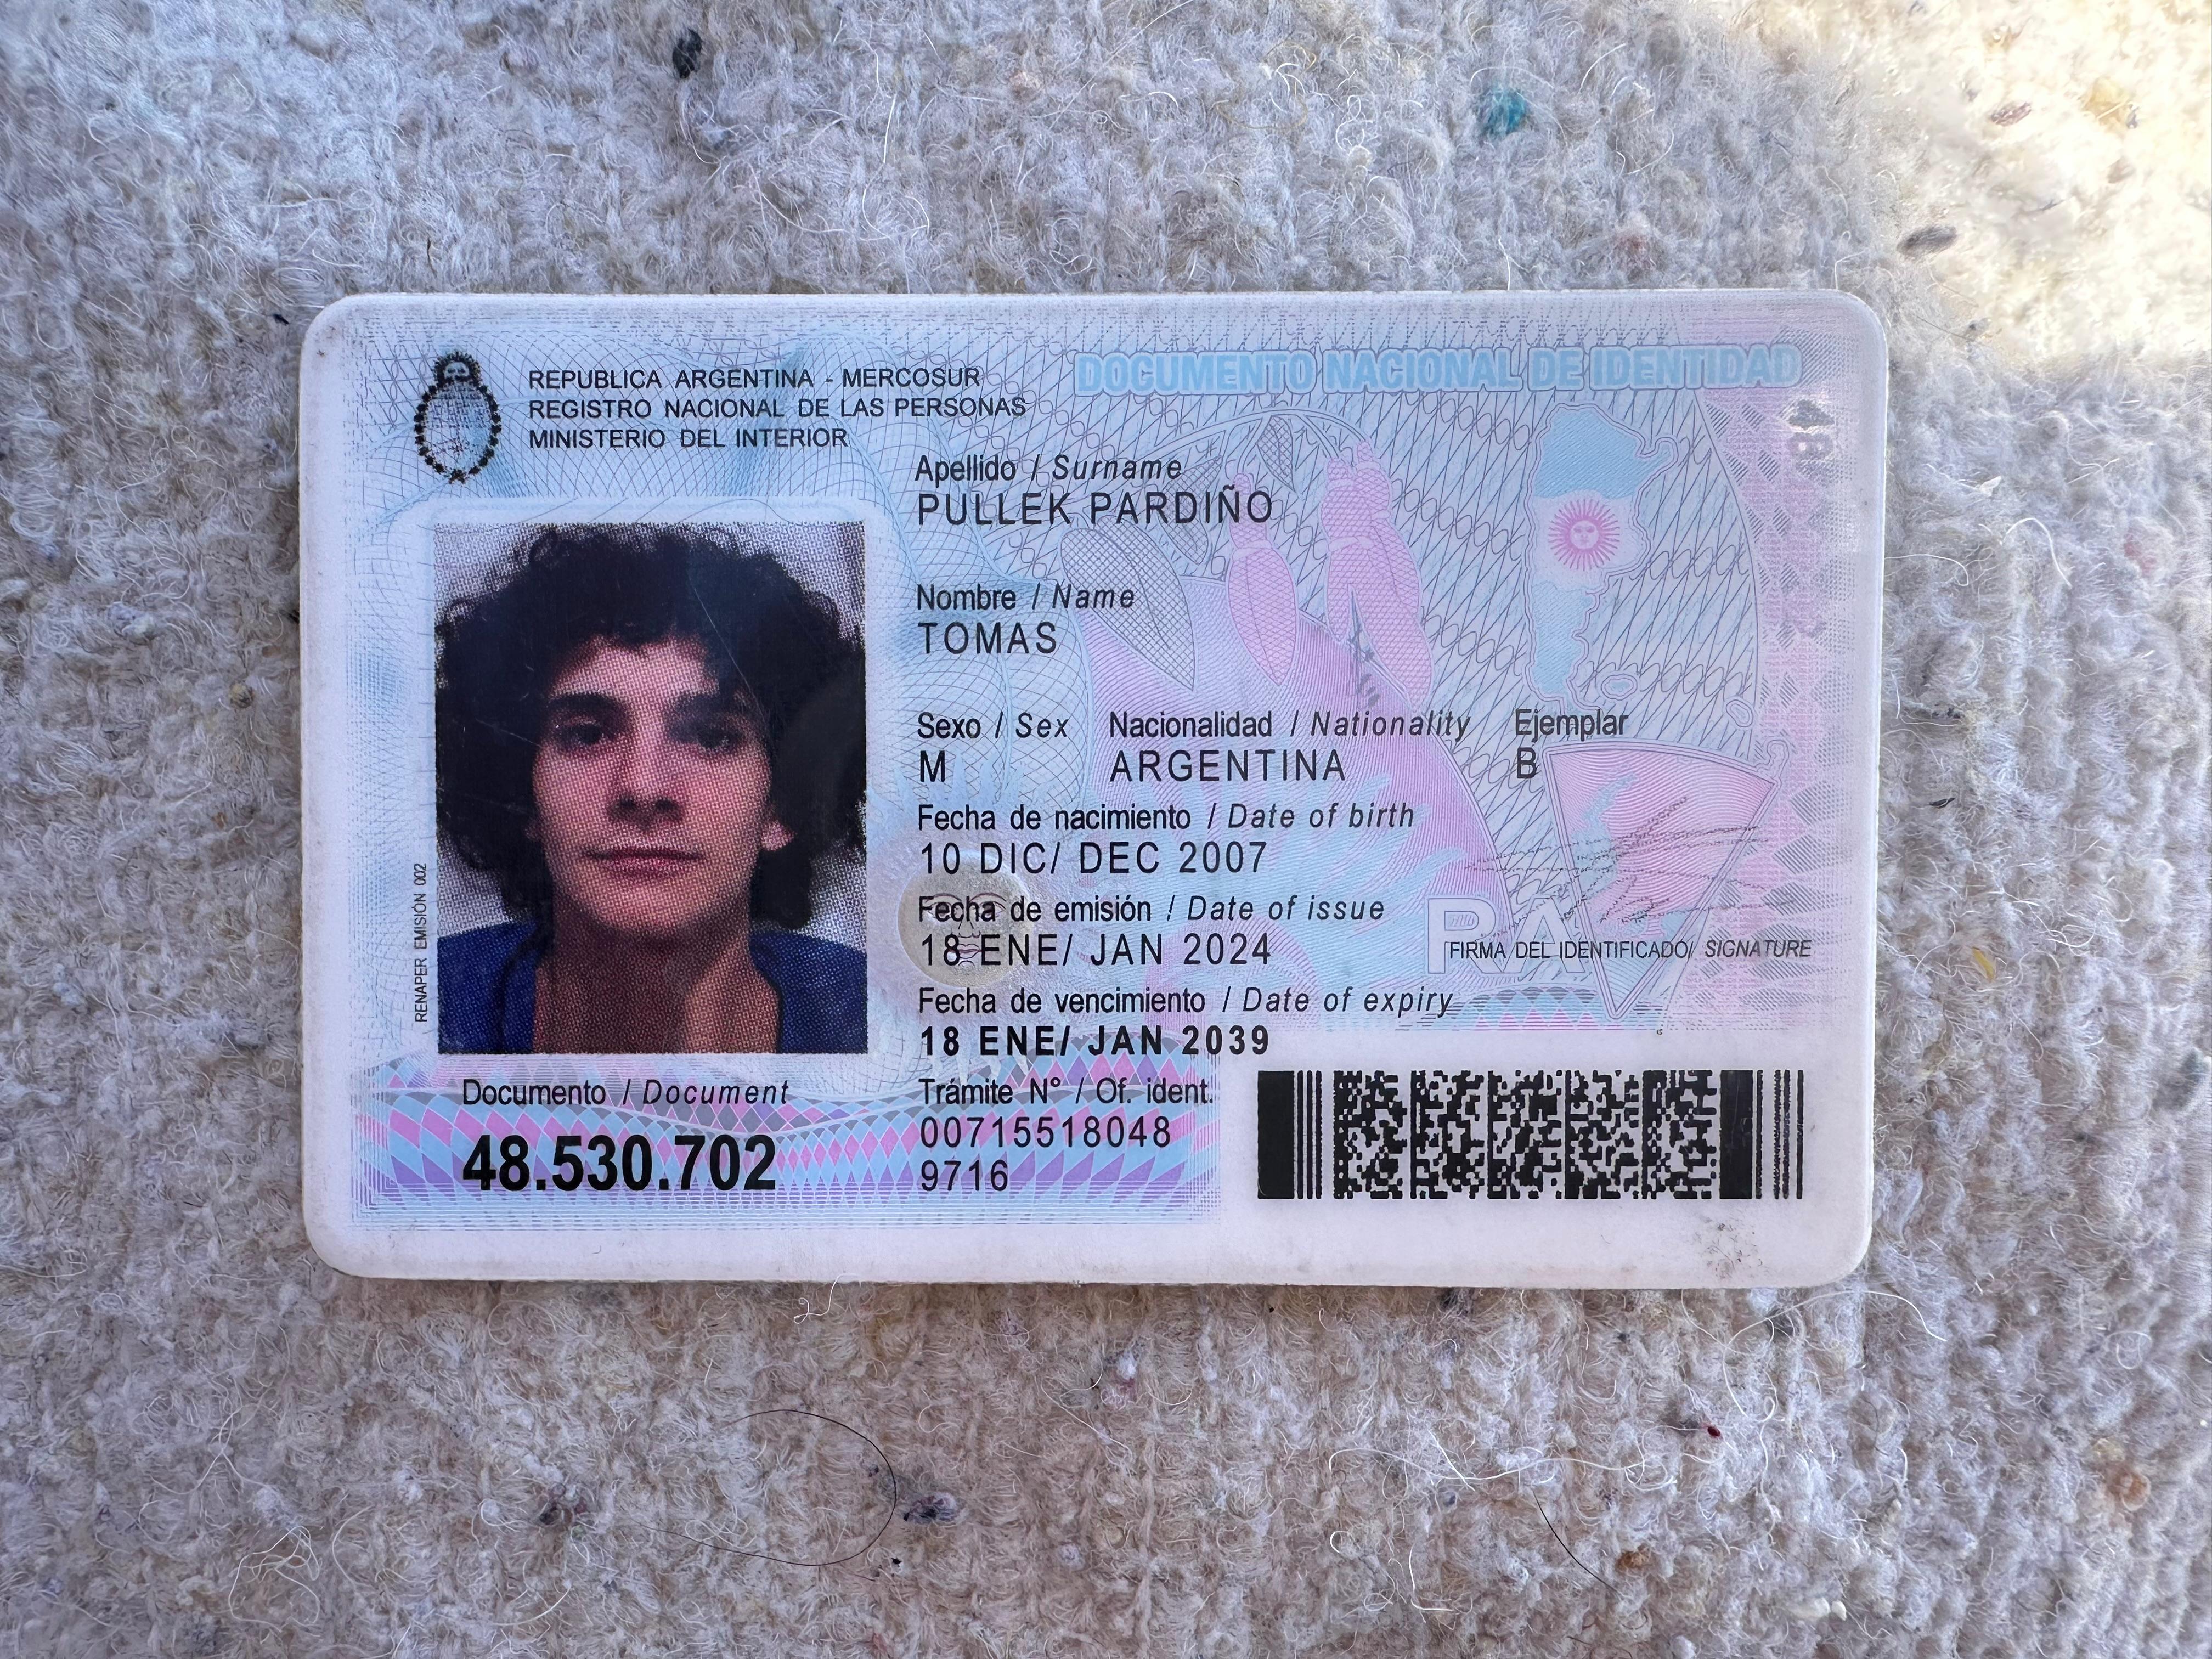 REPUBLICA ARGENTINA - MERCOSUR
REGISTRO NACIONAL DE LAS PERSONAS
MINISTERIO DEL INTERIOR
DOCUMENTO NACIONAL DE IDENTIDAD
Apellido / Surname
PULLEK PARDIÑO
Nombre / Name
TOMAS
Sexo / Sex Nacionalidad / Nationality Ejemplar
M ARGENTINA B
Fecha de nacimiento / Date of birth
10 DIC/ DEC 2007
Fecha de emisión / Date of issue
18 ENE/ JAN 2024
RA
FIRMA DEL IDENTIFICADO/ SIGNATURE
Fecha de vencimiento / Date of expiry
18 ENE/ JAN 2039
RENAPER EMISIÓN 002
Documento / Document
48.530.702
Trámite N° / Of. ident.
00715518048
9716